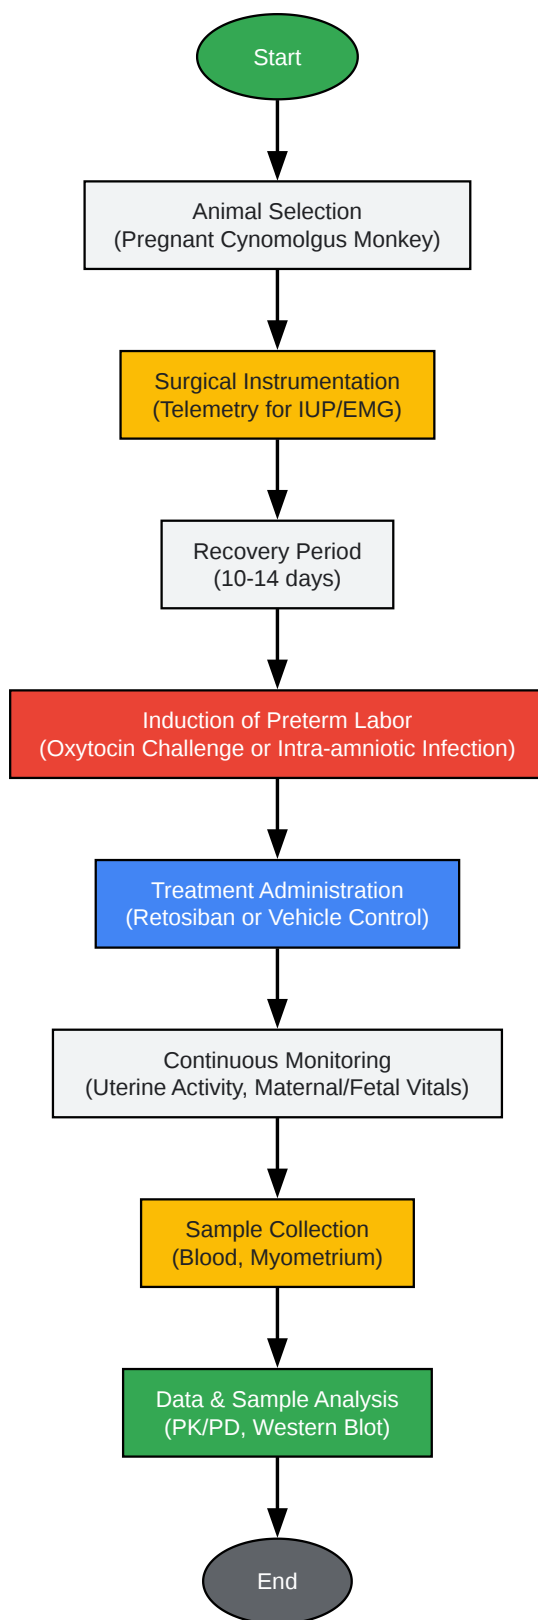 Start
Animal Selection
(Pregnant Cynomolgus Monkey)
Surgical Instrumentation
(Telemetry for IUP/EMG)
Recovery Period
(10-14 days)
Induction of Preterm Labor
(Oxytocin Challenge or Intra-amniotic Infection)
Treatment Administration
(Retosiban or Vehicle Control)
Continuous Monitoring
(Uterine Activity, Maternal/Fetal Vitals)
Sample Collection
(Blood, Myometrium)
Data & Sample Analysis
(PK/PD, Western Blot)
End